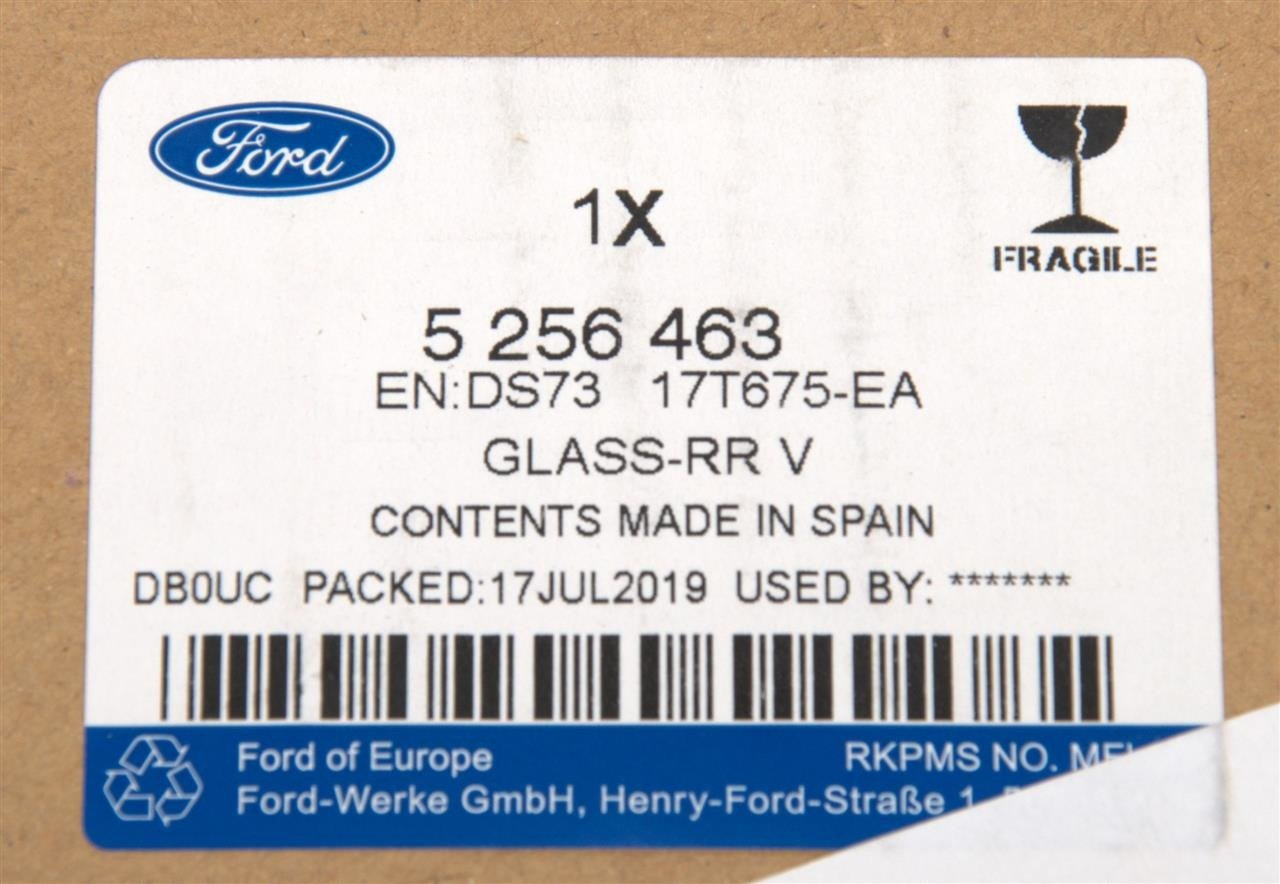 Ford
1X
FRAGILE
5 256 463
EN:DS73 17T675-EA
GLASS-RR V
CONTENTS MADE IN SPAIN
DB0UC PACKED:17JUL2019 USED BY: *******
Ford of Europe
RKPMS NO.
Ford-Werke GmbH, Henry-Ford-Straße 1,